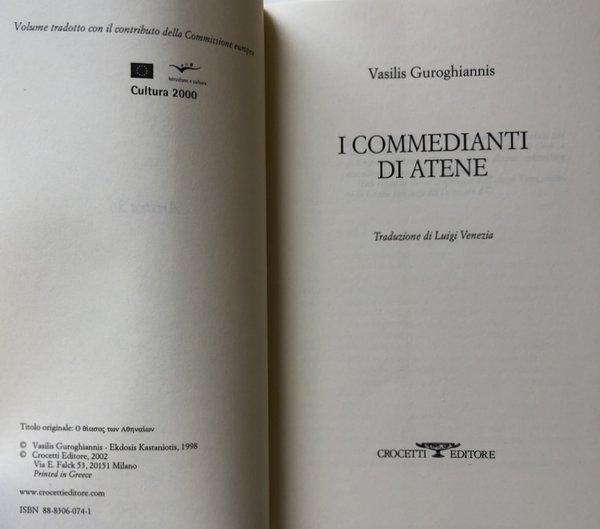 Volume tradotto con il contributo della Commissione europea
Istruzione e cultura
Cultura 2000
Titolo originale: Ο θίασος των Αθηναίων
© Vasilis Guroghiannis - Ekdosis Kastaniotis, 1998
© Crocetti Editore, 2002
Via E. Falck 53, 20151 Milano
Printed in Greece
www.crocettieditore.com
ISBN 88-8306-074-1
Vasilis Guroghiannis
I COMMEDIANTI
DI ATENE
Traduzione di Luigi Venezia
CROCETTI EDITORE